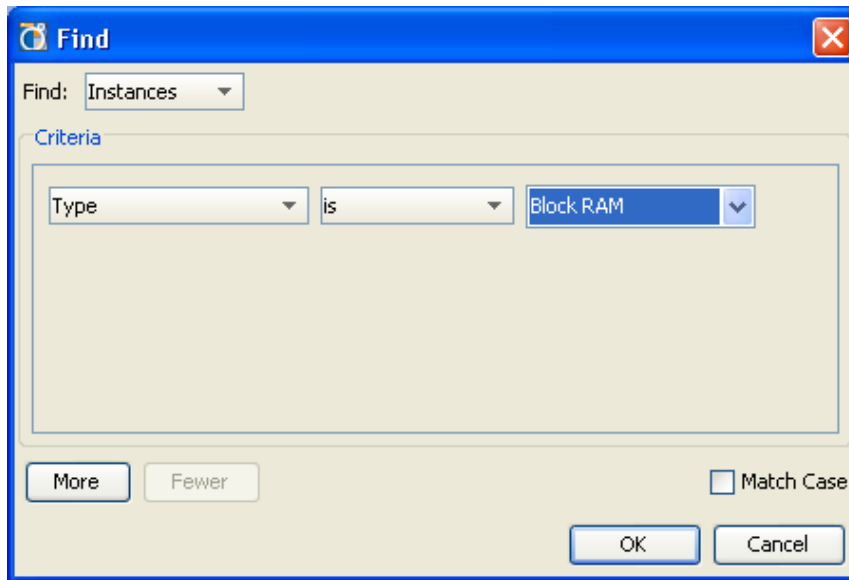 Find
Find: Instances
Criteria
Type is Block RAM
More Fewer Match Case
OK Cancel